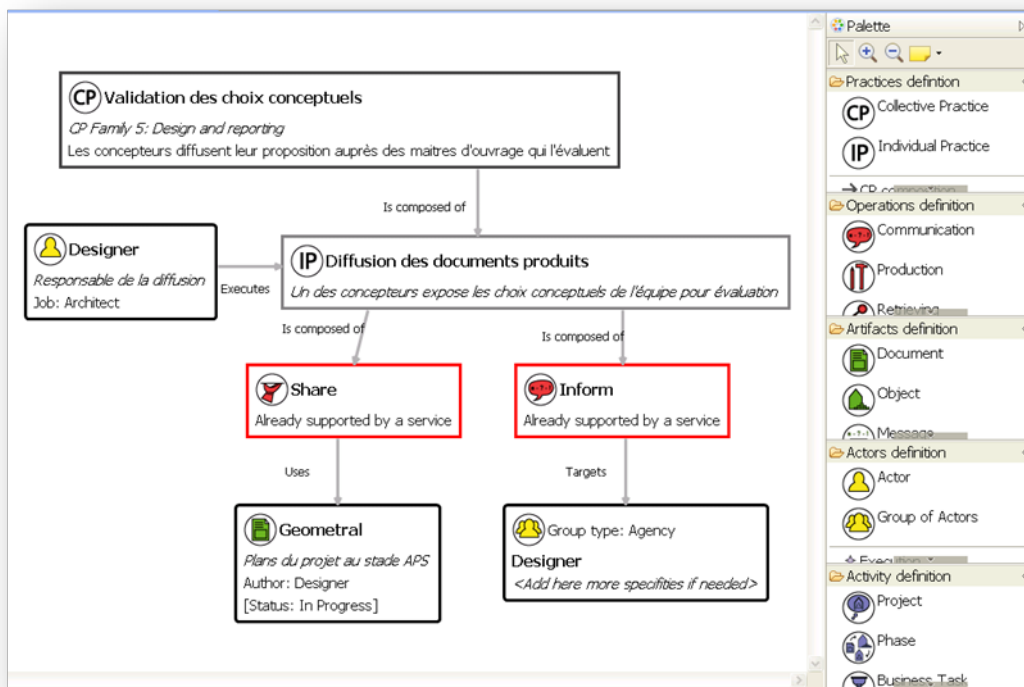 CP Validation des choix conceptuels
CP Family 5: Design and reporting
Les concepteurs diffusent leur proposition auprès des maitres d'ouvrage qui l'évaluent
Is composed of
Designer
Responsable de la diffusion
Job: Architect
Executes
IP Diffusion des documents produits
Un des concepteurs expose les choix conceptuels de l'équipe pour évaluation
Is composed of
Is composed of
Share
Already supported by a service
Inform
Already supported by a service
Uses
Targets
Geometral
Plans du projet au stade APS
Author: Designer
[Status: In Progress]
Group type: Agency
Designer
<Add here more specifities if needed>
Palette
Practices definition
CP Collective Practice
IP Individual Practice
CP composition
Operations definition
Communication
Production
Retrieving
Artifacts definition
Document
Object
Message
Actors definition
Actor
Group of Actors
Activity definition
Project
Phase
Business Task